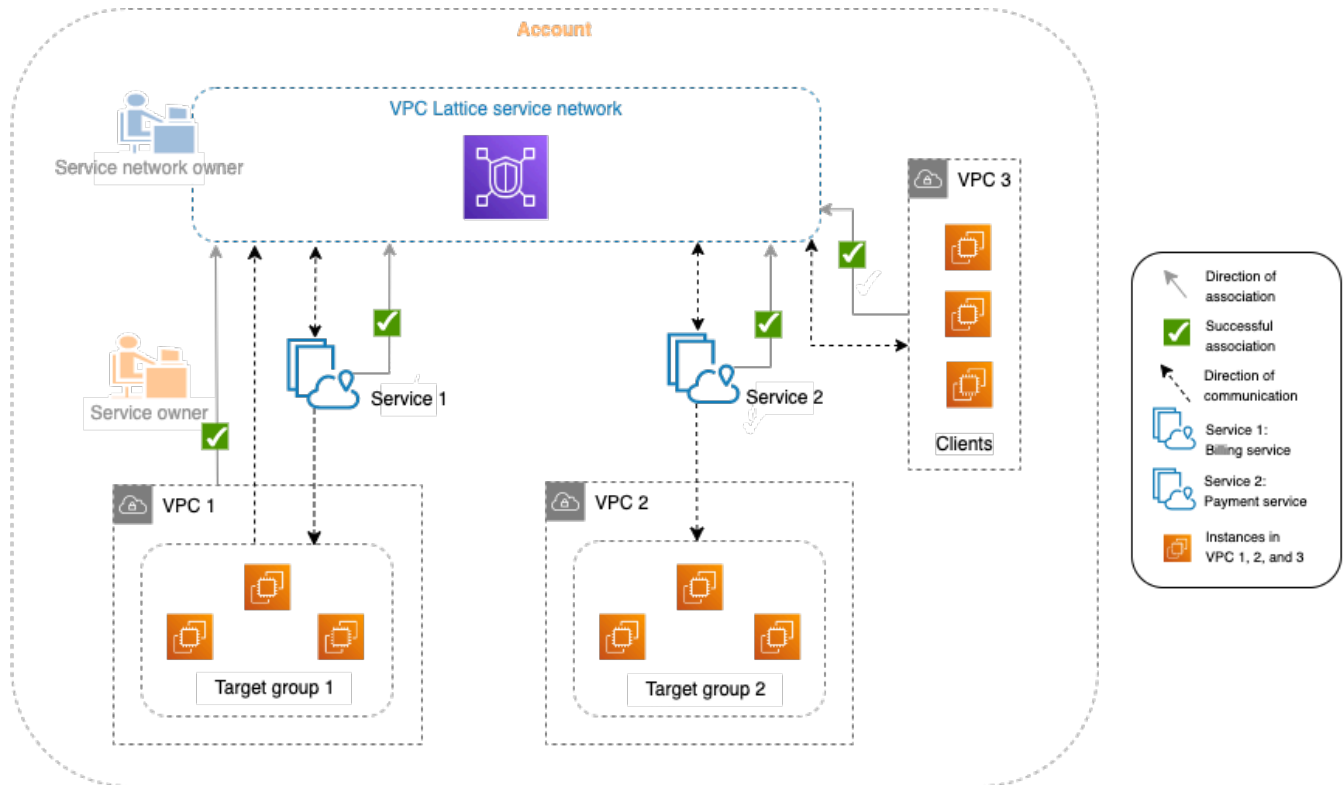 Account
VPC Lattice service network
Service network owner
VPC 3
Direction of
association
Successful
association
Direction of
communication
Service 1:
Billing service
Service 2:
Payment service
Instances in
VPC 1, 2, and 3
Service owner
Service 1
Service 2
Clients
VPC 1
VPC 2
Target group 1
Target group 2